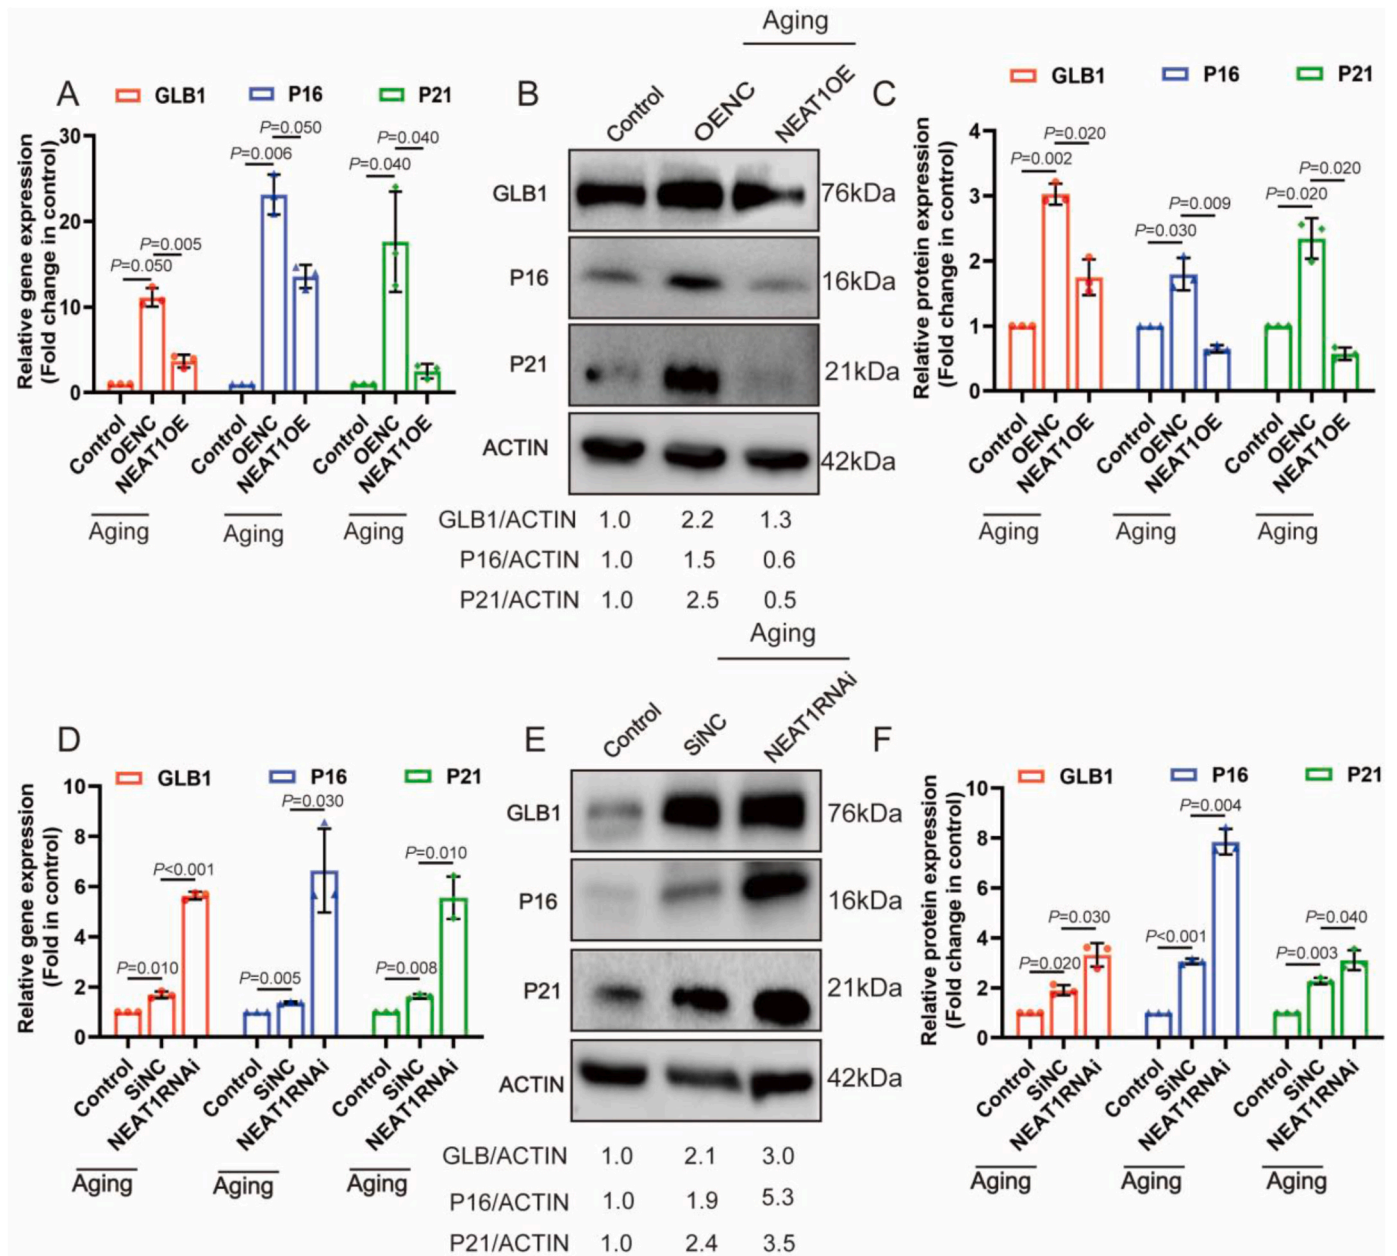 Aging
A
GLB1
P16
P21
Relative gene expression
(Fold change in control)
30
20
10
0
P=0.050
P=0.005
P=0.006
P=0.050
P=0.040
P=0.040
Control
OENC
NEAT1OE
Control
OENC
NEAT1OE
Control
OENC
NEAT1OE
Aging
Aging
Aging
B
Control
OENC
NEAT1OE
GLB1
76kDa
P16
16kDa
P21
21kDa
ACTIN
42kDa
GLB1/ACTIN 1.0 2.2 1.3
P16/ACTIN 1.0 1.5 0.6
P21/ACTIN 1.0 2.5 0.5
C
GLB1
P16
P21
Relative protein expression
(Fold change in control)
4
3
2
1
0
P=0.002
P=0.020
P=0.030
P=0.009
P=0.020
P=0.020
Control
OENC
NEAT1OE
Control
OENC
NEAT1OE
Control
OENC
NEAT1OE
Aging
Aging
Aging
D
GLB1
P16
P21
Relative gene expression
(Fold in control)
10
8
6
4
2
0
P=0.010
P<0.001
P=0.005
P=0.030
P=0.008
P=0.010
Control
SiNC
NEAT1RNAi
Control
SiNC
NEAT1RNAi
Control
SiNC
NEAT1RNAi
Aging
Aging
Aging
Aging
E
Control
SiNC
NEAT1RNAi
GLB1
76kDa
P16
16kDa
P21
21kDa
ACTIN
42kDa
GLB/ACTIN 1.0 2.1 3.0
P16/ACTIN 1.0 1.9 5.3
P21/ACTIN 1.0 2.4 3.5
F
GLB1
P16
P21
Relative protein expression
(Fold change in control)
10
8
6
4
2
0
P=0.020
P=0.030
P<0.001
P=0.004
P=0.003
P=0.040
Control
SiNC
NEAT1RNAi
Control
SiNC
NEAT1RNAi
Control
SiNC
NEAT1RNAi
Aging
Aging
Aging